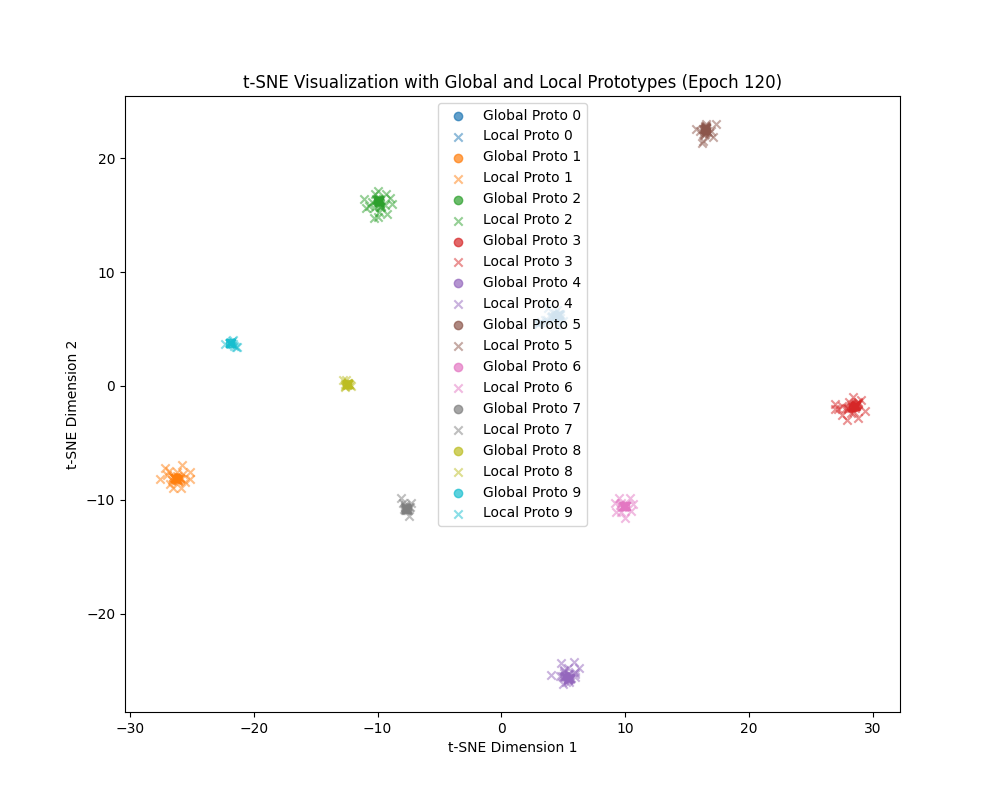 t-SNE Visualization with Global and Local Prototypes (Epoch 120)
Global Proto 0
Local Proto 0
Global Proto 1
Local Proto 1
Global Proto 2
Local Proto 2
Global Proto 3
Local Proto 3
Global Proto 4
Local Proto 4
Global Proto 5
Local Proto 5
Global Proto 6
Local Proto 6
Global Proto 7
Local Proto 7
Global Proto 8
Local Proto 8
Global Proto 9
Local Proto 9
t-SNE Dimension 2
20
10
0
−10
−20
−30 −20 −10 0 10 20 30
t-SNE Dimension 1